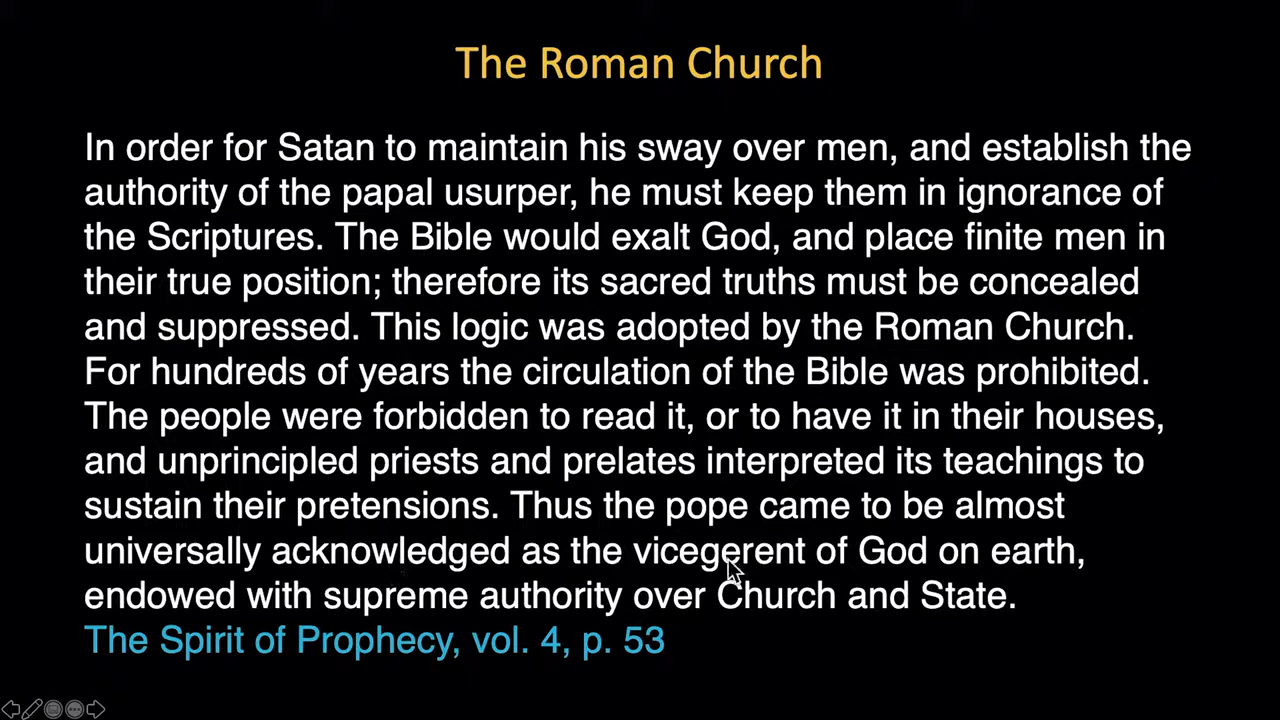 The Roman Church
In order for Satan to maintain his sway over men, and establish the
authority of the papal usurper, he must keep them in ignorance of
the Scriptures. The Bible would exalt God, and place finite men in
their true position; therefore its sacred truths must be concealed
and suppressed. This logic was adopted by the Roman Church.
For hundreds of years the circulation of the Bible was prohibited.
The people were forbidden to read it, or to have it in their houses,
and unprincipled priests and prelates interpreted its teachings to
sustain their pretensions. Thus the pope came to be almost
universally acknowledged as the vicegerent of God on earth,
endowed with supreme authority over Church and State.
The Spirit of Prophecy, vol. 4, p. 53